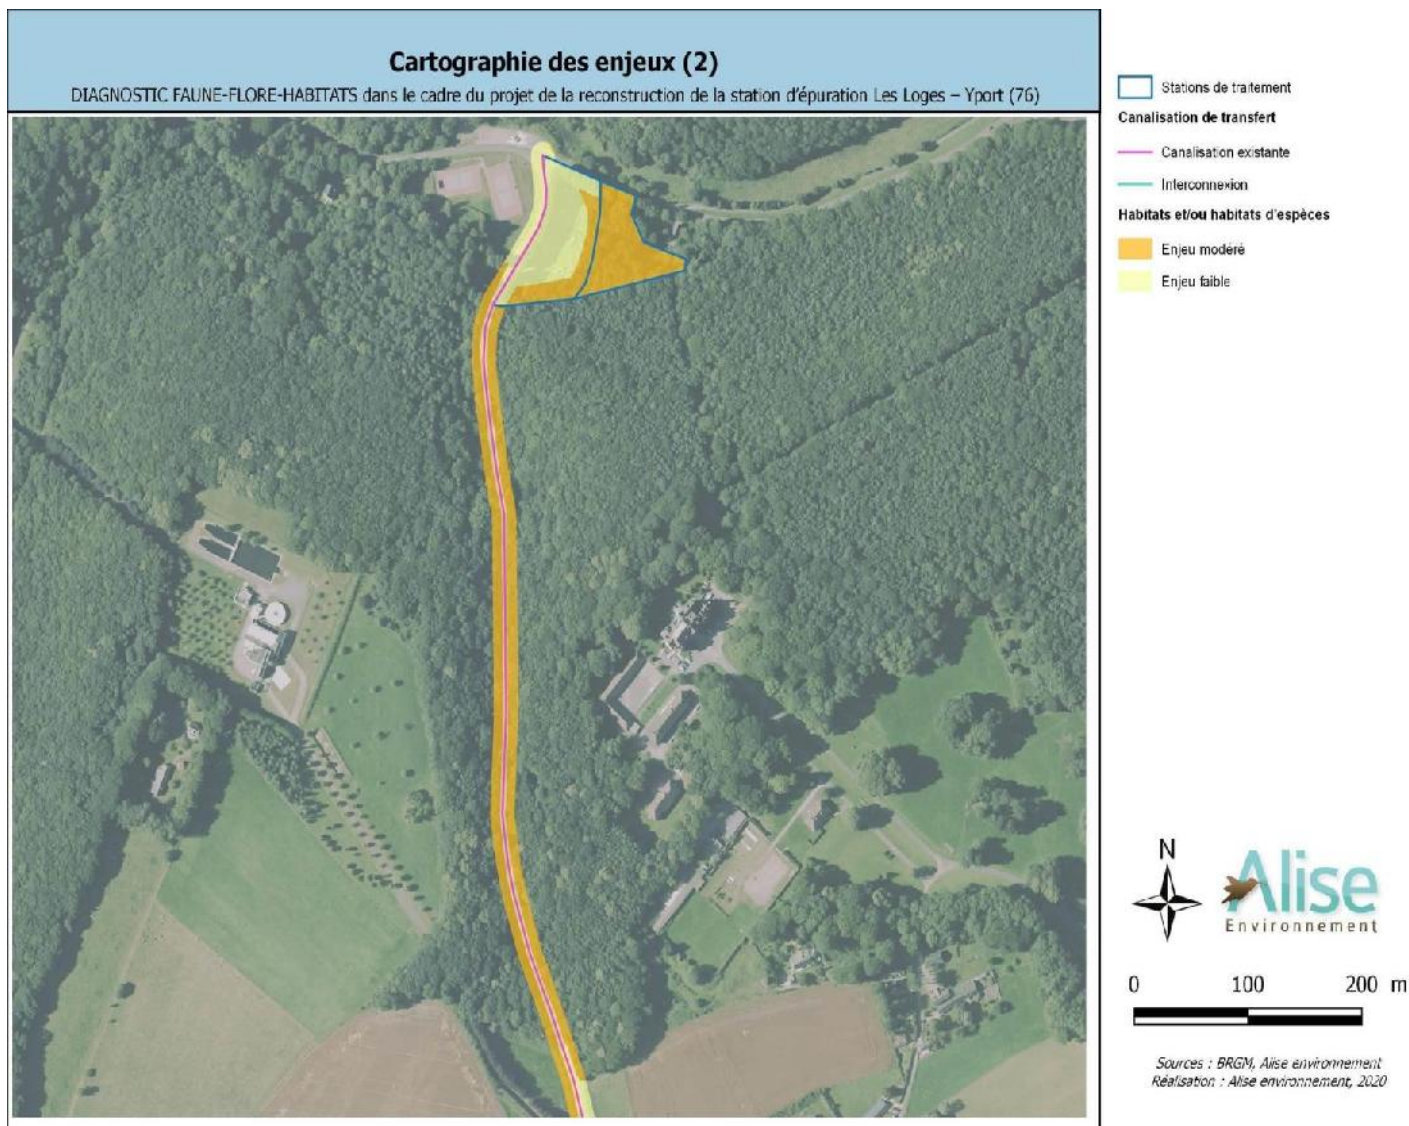 Cartographie des enjeux (2)
DIAGNOSTIC FAUNE-FLORE-HABITATS dans le cadre du projet de la reconstruction de la station d'épuration Les Loges – Yport (76)
Stations de traitement
Canalisation de transfert
Canalisation existante
Interconnexion
Habitats et/ou habitats d'espèces
Enjeu modéré
Enjeu faible
N
Alise
Environnement
0 100 200 m
Sources : BRGM, Alise environnement
Réalisation : Alise environnement, 2020